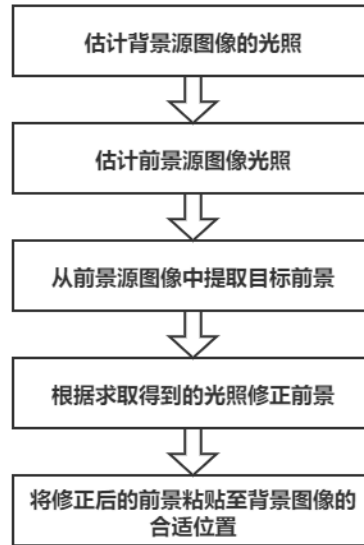 估计背景源图像的光照
估计前景源图像光照
从前景源图像中提取目标前景
根据求取得到的光照修正前景
将修正后的前景粘贴至背景图像的
合适位置